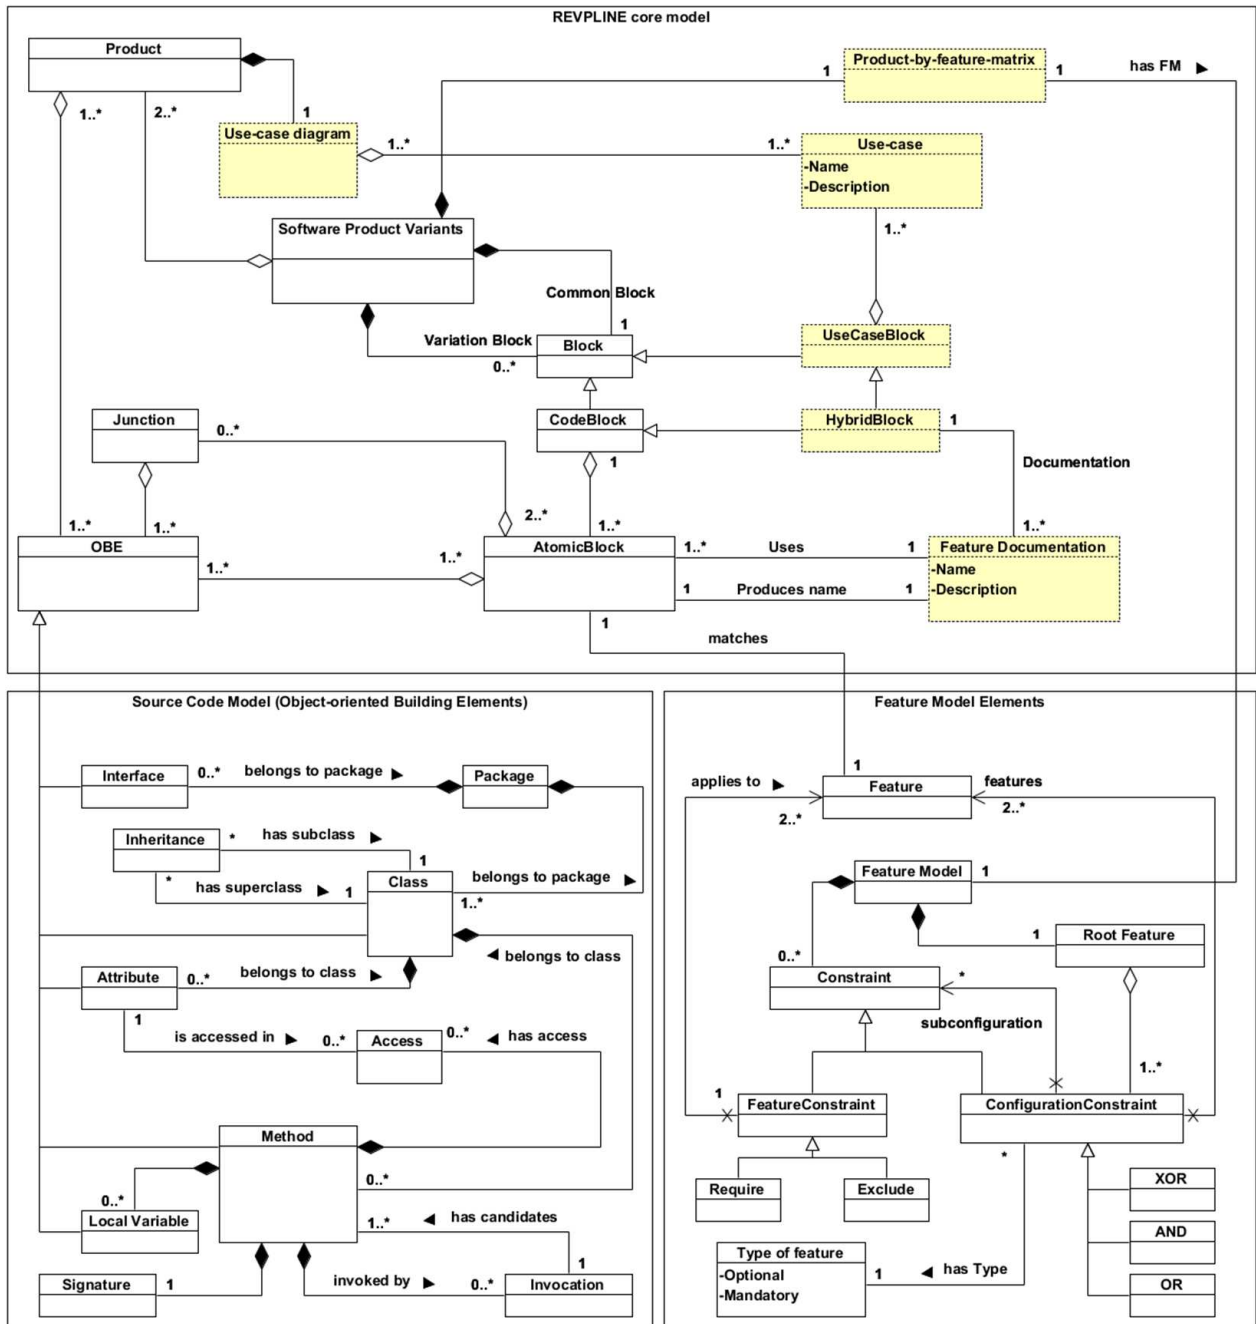 REVPLINE core model
Product
Product-by-feature-matrix
1
1
has FM ►
1..*
2..*
1
Use-case diagram
1..*
1..*
Use-case
-Name
-Description
Software Product Variants
1..*
Common Block
Variation Block
1
0..*
Block
UseCaseBlock
Junction
0..*
CodeBlock
HybridBlock
1
1
Documentation
1..*
1..*
2..*
1..*
1..*
OBE
1..*
1..*
AtomicBlock
1..*
Uses
1
Feature Documentation
-Name
-Description
1
Produces name
1
1
matches
Source Code Model (Object-oriented Building Elements)
Interface
0..*
belongs to package ►
Package
Inheritance
*
has subclass ►
1
*
has superclass ►
1
Class
belongs to package ►
1..*
◄ belongs to class
Attribute
0..*
belongs to class ►
1
is accessed in ►
0..*
Access
0..*
◄ has access
Method
0..*
0..*
Local Variable
1..*
◄ has candidates
1
Signature
1
invoked by ►
0..*
Invocation
Feature Model Elements
applies to ►
1
Feature
features
2..*
2..*
Feature Model
1
1
Root Feature
0..*
Constraint
*
subconfiguration
1..*
1
FeatureConstraint
ConfigurationConstraint
*
Require
Exclude
XOR
AND
OR
Type of feature
-Optional
-Mandatory
1
◄ has Type